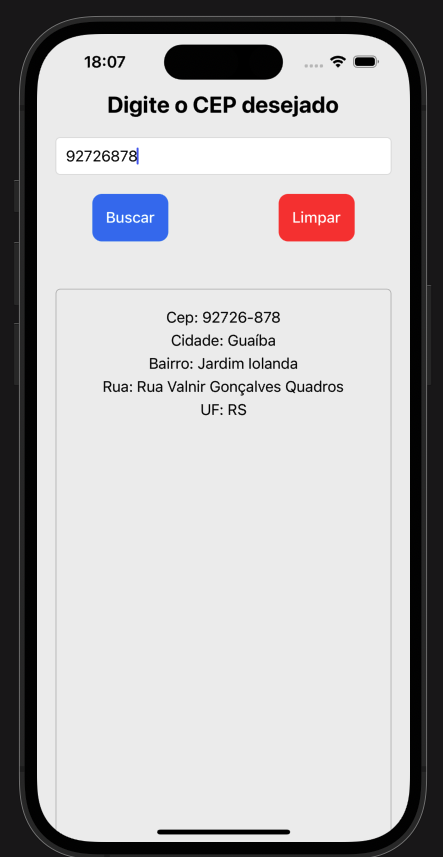 18:07
Digite o CEP desejado
92726878
Buscar
Limpar
Cep: 92726-878
Cidade: Guaíba
Bairro: Jardim Iolanda
Rua: Rua Valnir Gonçalves Quadros
UF: RS